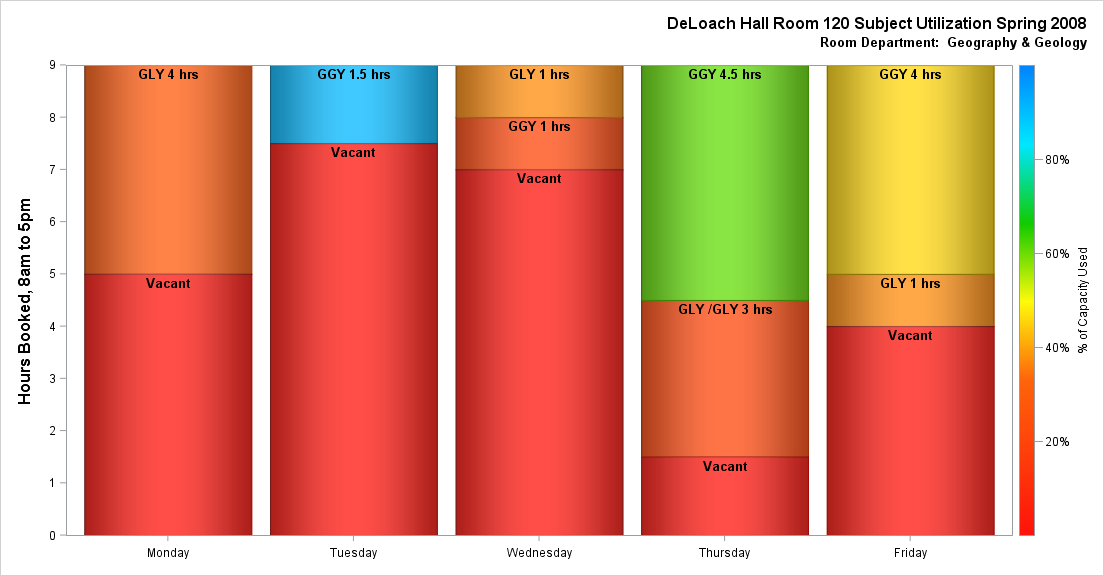 DeLoach Hall Room 120 Subject Utilization Spring 2008
Room Department:  Geography & Geology
Hours Booked, 8am to 5pm
9
8
7
6
5
4
3
2
1
0
GLY 4 hrs
Vacant
GGY 1.5 hrs
Vacant
GLY 1 hrs
GGY 1 hrs
Vacant
GGY 4.5 hrs
GLY /GLY 3 hrs
Vacant
GGY 4 hrs
GLY 1 hrs
Vacant
Monday
Tuesday
Wednesday
Thursday
Friday
80%
60%
40%
20%
% of Capacity Used